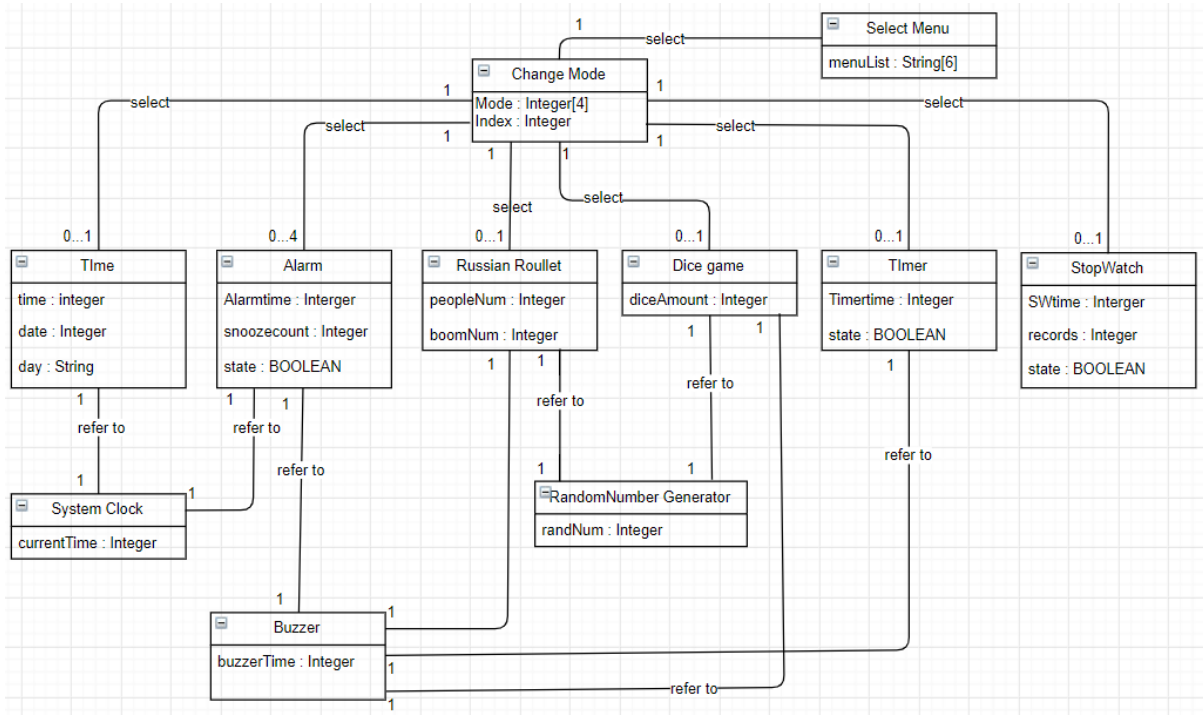 1
select
Select Menu
menuList : String[6]
Change Mode
Mode : Integer[4]
Index : Integer
1
select
1
select
1
select
1
select
1
select
1
select
0...1
0...4
0...1
0...1
0...1
0...1
TIme
time : integer
date : Integer
day : String
Alarm
Alarmtime : Interger
snoozecount : Integer
state : BOOLEAN
Russian Roullet
peopleNum : Integer
boomNum : Integer
Dice game
diceAmount : Integer
TImer
Timertime : Integer
state : BOOLEAN
StopWatch
SWtime : Interger
records : Integer
state : BOOLEAN
1
refer to
1
1
refer to
1
1
refer to
1
1
1
1
refer to
1
1
refer to
1
1
1
refer to
1
System Clock
currentTime : Integer
RandomNumber Generator
randNum : Integer
Buzzer
buzzerTime : Integer
refer to
1